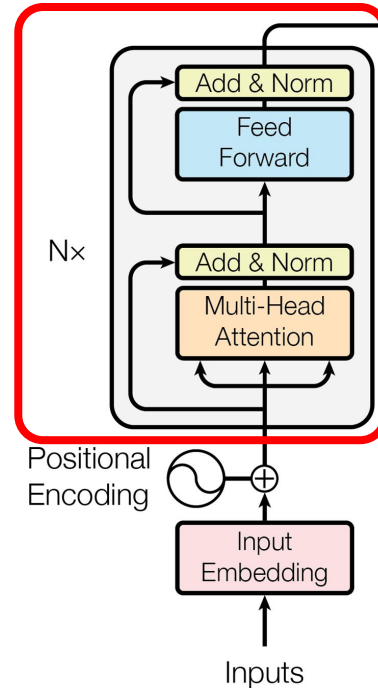 Add & Norm
Feed
Forward
N×
Add & Norm
Multi-Head
Attention
Positional
Encoding
Input
Embedding
Inputs